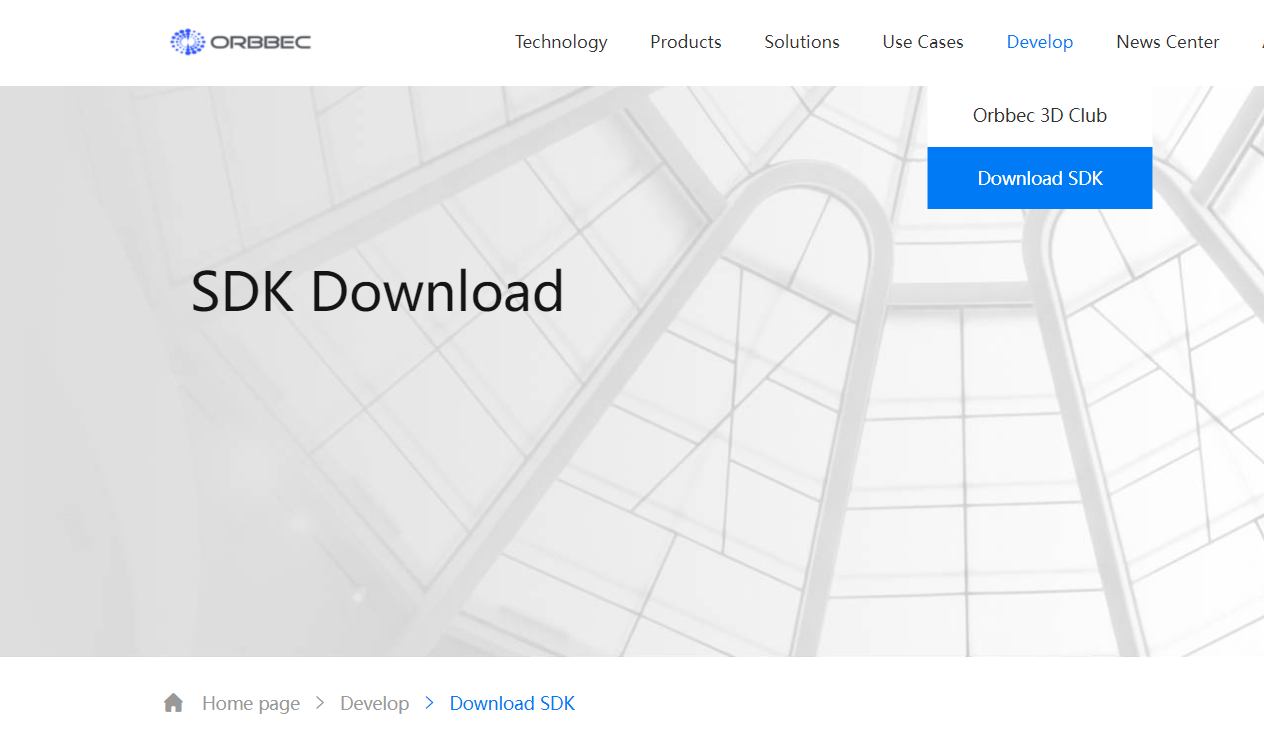 ORBBEC Technology Products Solutions Use Cases Develop News Center
Orbbec 3D Club
Download SDK
SDK Download
Home page > Develop > Download SDK